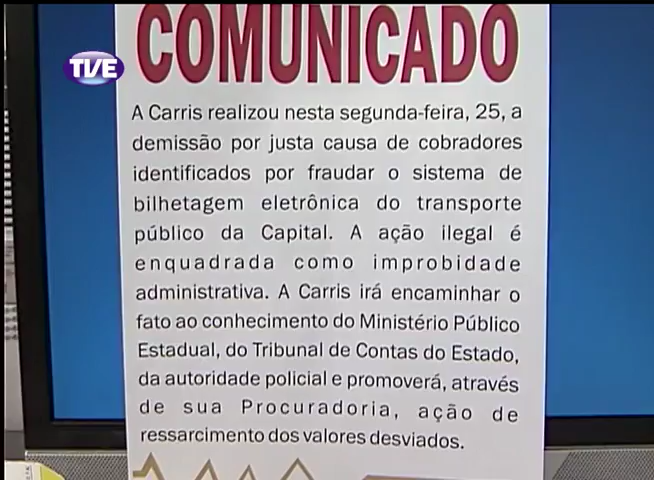 COMUNICADO
TVE
A Carris realizou nesta segunda-feira, 25, a
demissão por justa causa de cobradores
identificados por fraudar o sistema de
bilhetagem eletrônica do transporte
público da Capital. A ação ilegal é
enquadrada como improbidade
administrativa. A Carris irá encaminhar o
fato ao conhecimento do Ministério Público
Estadual, do Tribunal de Contas do Estado,
da autoridade policial e promoverá, através
de sua Procuradoria, ação de
ressarcimento dos valores desviados.